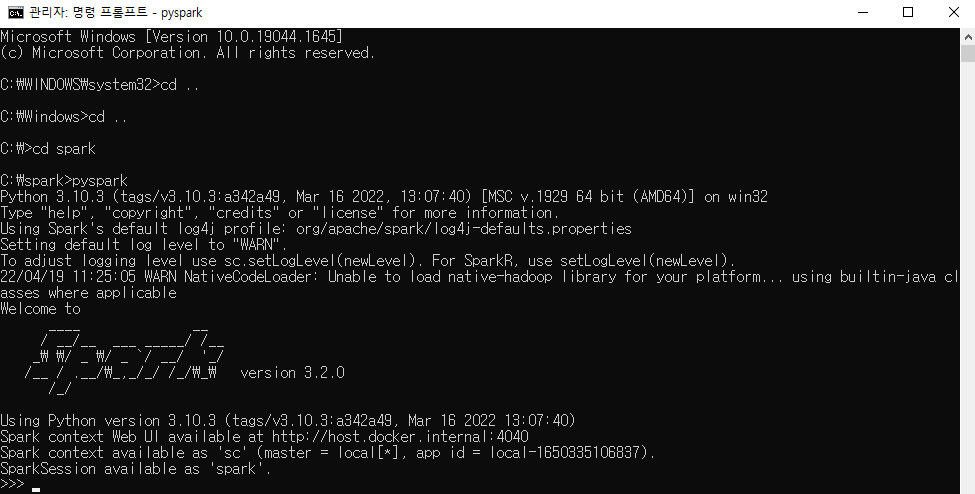 관리자: 명령 프롬프트 - pyspark
Microsoft Windows [Version 10.0.19044.1645]
(c) Microsoft Corporation. All rights reserved.
C:₩WINDOWS₩system32>cd ..
C:₩Windows>cd ..
C:₩>cd spark
C:₩spark>pyspark
Python 3.10.3 (tags/v3.10.3:a342a49, Mar 16 2022, 13:07:40) [MSC v.1929 64 bit (AMD64)] on win32
Type "help", "copyright", "credits" or "license" for more information.
Using Spark's default log4j profile: org/apache/spark/log4j-defaults.properties
Setting default log level to "WARN".
To adjust logging level use sc.setLogLevel(newLevel). For SparkR, use setLogLevel(newLevel).
22/04/19 11:25:05 WARN NativeCodeLoader: Unable to load native-hadoop library for your platform... using builtin-java cl
asses where applicable
Welcome to
      ____              __
     / __/__  ___ _____/ /__
    _₩ ₩/ _ ₩/ _ `/ __/  '_/
   /__ / .__/₩_,_/_/ /_/₩_₩   version 3.2.0
      /_/
Using Python version 3.10.3 (tags/v3.10.3:a342a49, Mar 16 2022 13:07:40)
Spark context Web UI available at http://host.docker.internal:4040
Spark context available as 'sc' (master = local[*], app id = local-1650335106837).
SparkSession available as 'spark'.
>>>